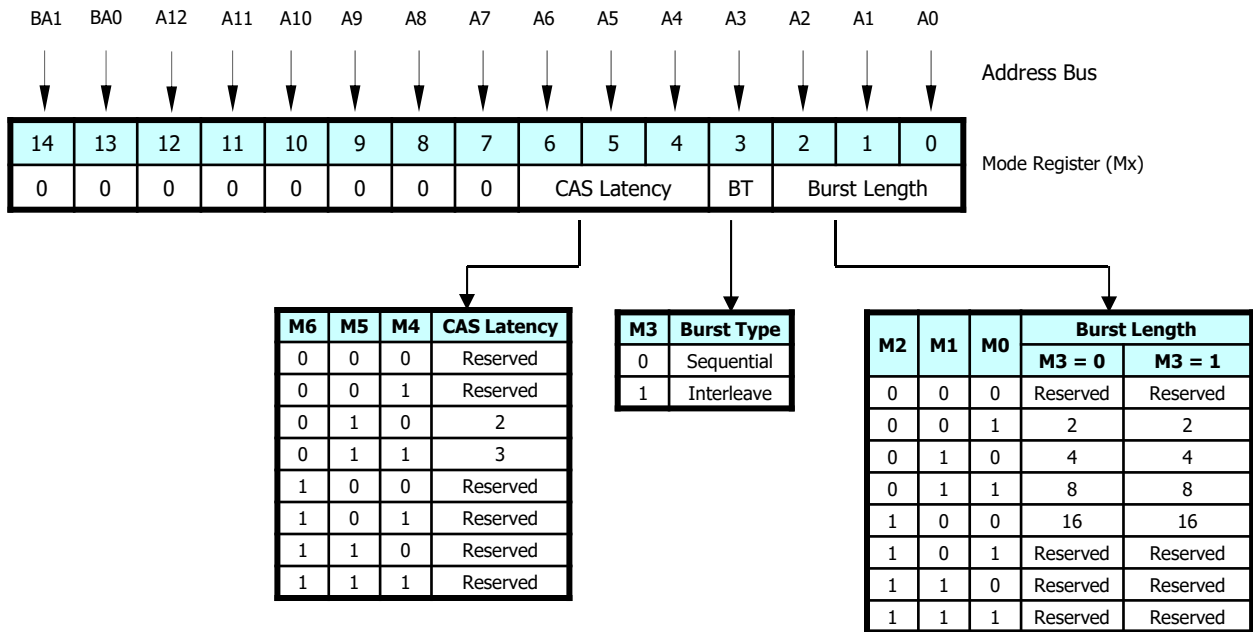 BA1 BA0 A12 A11 A10 A9 A8 A7 A6 A5 A4 A3 A2 A1 A0
Address Bus
14 13 12 11 10 9 8 7 6 5 4 3 2 1 0
Mode Register (Mx)
0 0 0 0 0 0 0 0 CAS Latency BT Burst Length
M6 M5 M4 CAS Latency
0 0 0 Reserved
0 0 1 Reserved
0 1 0 2
0 1 1 3
1 0 0 Reserved
1 0 1 Reserved
1 1 0 Reserved
1 1 1 Reserved
M3 Burst Type
0 Sequential
1 Interleave
M2 M1 M0 Burst Length
M3 = 0 M3 = 1
0 0 0 Reserved Reserved
0 0 1 2 2
0 1 0 4 4
0 1 1 8 8
1 0 0 16 16
1 0 1 Reserved Reserved
1 1 0 Reserved Reserved
1 1 1 Reserved Reserved